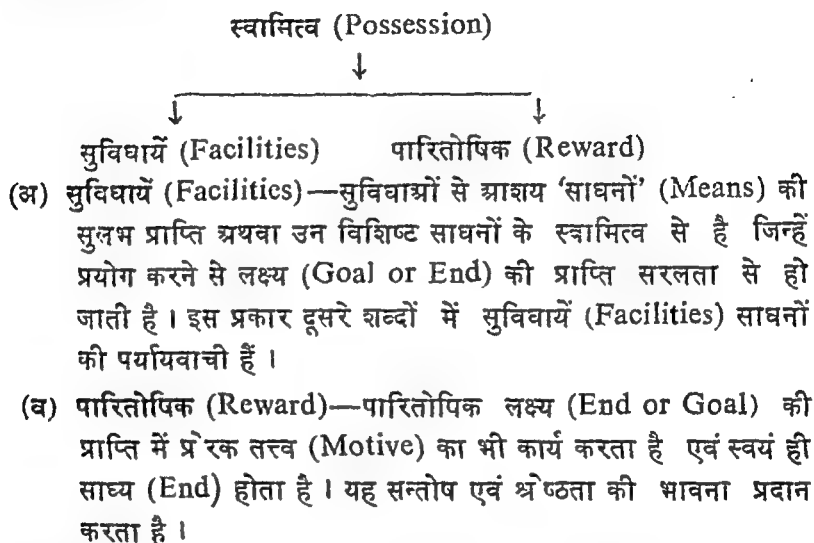 स्वामित्व (Possession)
↓
↓ ↓
सुविधायें (Facilities) पारितोषिक (Reward)
(अ) सुविधायें (Facilities)—सुविधाओं से आशय ‘साधनों’ (Means) की
सुलभ प्राप्ति अथवा उन विशिष्ट साधनों के स्वामित्व से है जिन्हें
प्रयोग करने से लक्ष्य (Goal or End) की प्राप्ति सरलता से हो
जाती है । इस प्रकार दूसरे शब्दों में सुविधायें (Facilities) साधनों
की पर्यायवाची हैं ।
(ब) पारितोषिक (Reward)—पारितोषिक लक्ष्य (End or Goal) की
प्राप्ति में प्रेरक तत्त्व (Motive) का भी कार्य करता है एवं स्वयं ही
साध्य (End) होता है । यह सन्तोष एवं श्रेष्ठता की भावना प्रदान
करता है ।